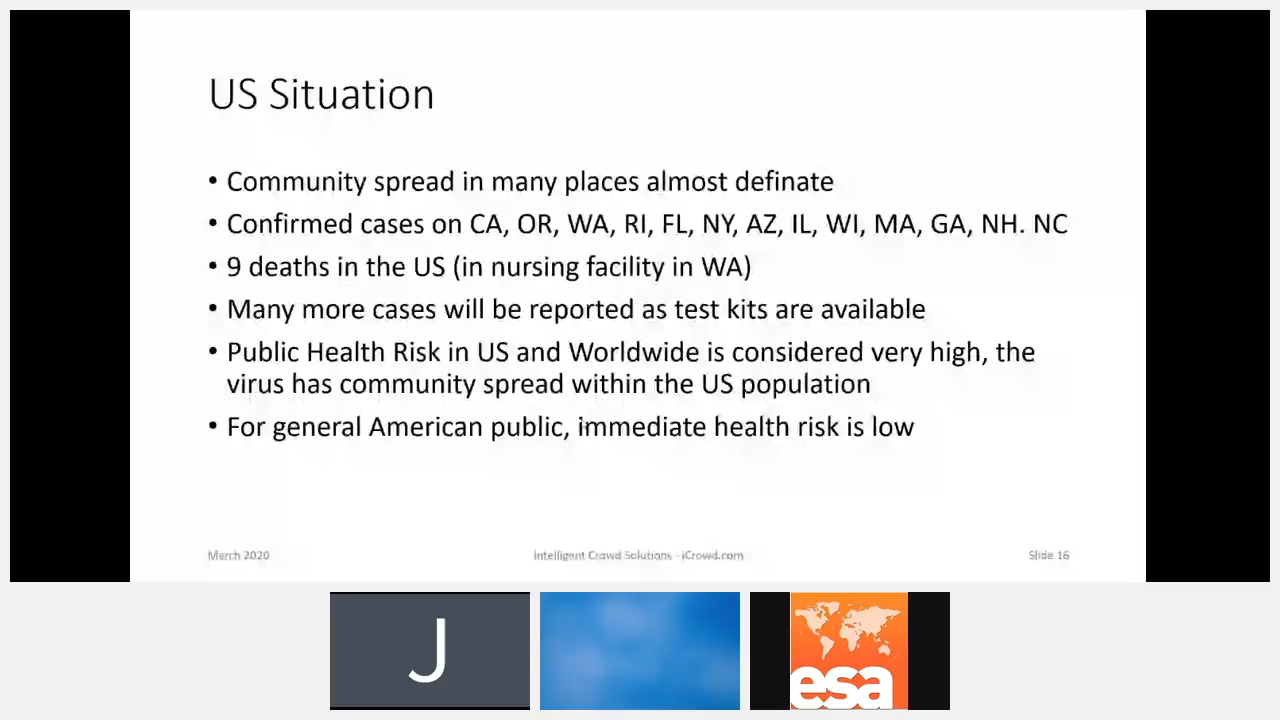 US Situation
• Community spread in many places almost definate
• Confirmed cases on CA, OR, WA, RI, FL, NY, AZ, IL, WI, MA, GA, NH. NC
• 9 deaths in the US (in nursing facility in WA)
• Many more cases will be reported as test kits are available
• Public Health Risk in US and Worldwide is considered very high, the
virus has community spread within the US population
• For general American public, immediate health risk is low
March 2020
Intelligent Crowd Solutions - iCrowd.com
Slide 16
J
esa